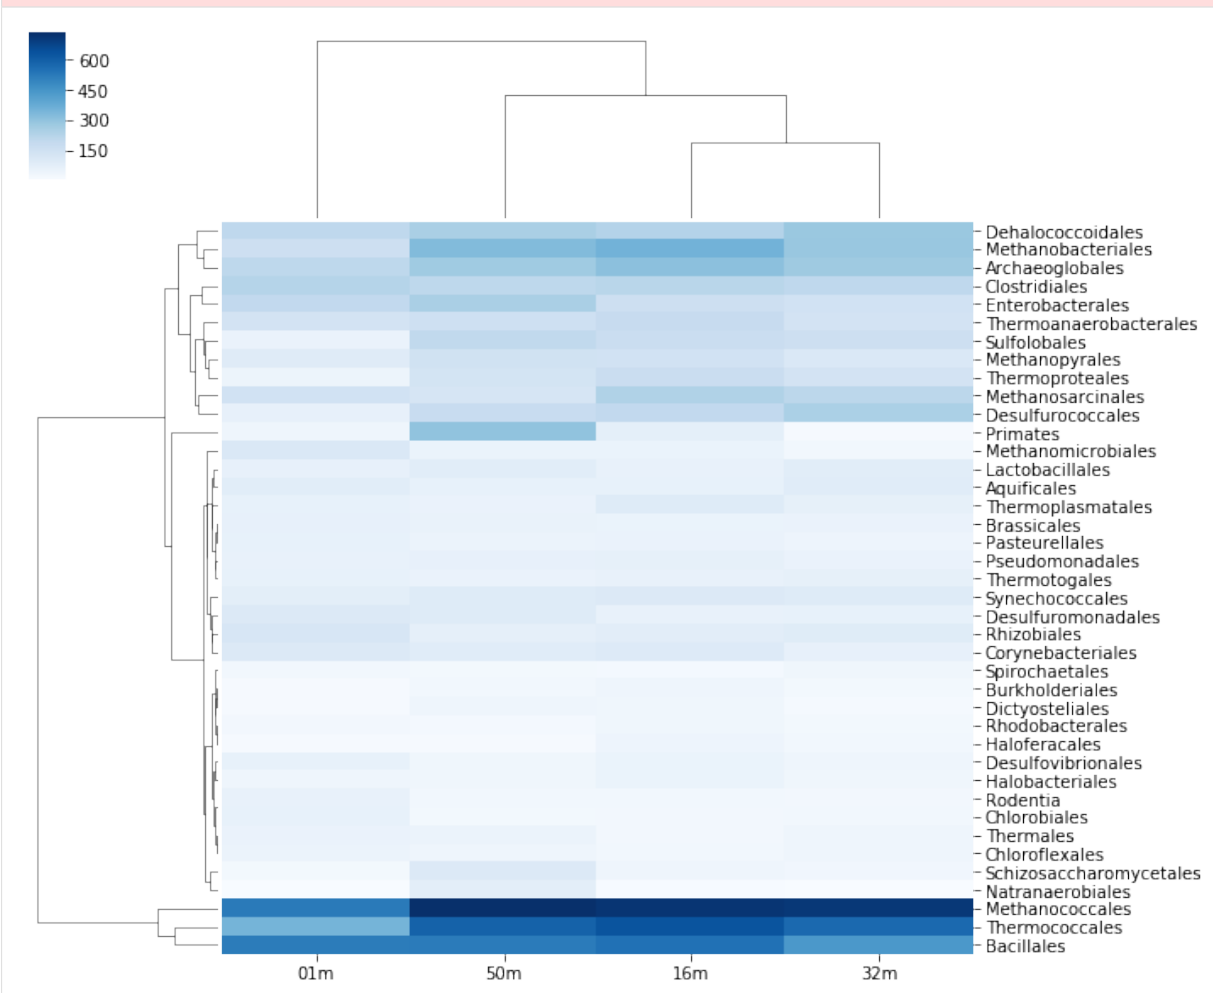 600
450
300
150
Dehalococcoidales
Methanobacteriales
Archaeoglobales
Clostridiales
Enterobacterales
Thermoanaerobacterales
Sulfolobales
Methanopyrales
Thermoproteales
Methanosarcinales
Desulfurococcales
Primates
Methanomicrobiales
Lactobacillales
Aquificales
Thermoplasmatales
Brassicales
Pasteurellales
Pseudomonadales
Thermotogales
Synechococcales
Desulfuromonadales
Rhizobiales
Corynebacteriales
Spirochaetales
Burkholderiales
Dictyosteliales
Rhodobacterales
Haloferacales
Desulfovibrionales
Halobacteriales
Rodentia
Chlorobiales
Thermales
Chloroflexales
Schizosaccharomycetales
Natranaerobiales
Methanococcales
Thermococcales
Bacillales
01m 50m 16m 32m